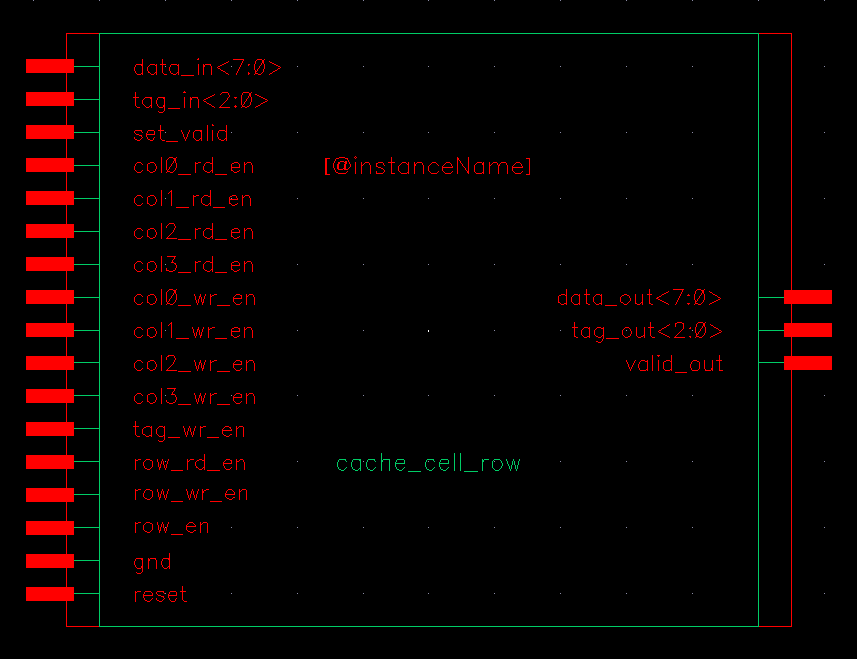 data_in<7:0>
tag_in<2:0>
set_valid
col0_rd_en
[@instanceName]
col1_rd_en
col2_rd_en
col3_rd_en
col0_wr_en
data_out<7:0>
col1_wr_en
tag_out<2:0>
col2_wr_en
valid_out
col3_wr_en
tag_wr_en
row_rd_en
cache_cell_row
row_wr_en
row_en
gnd
reset